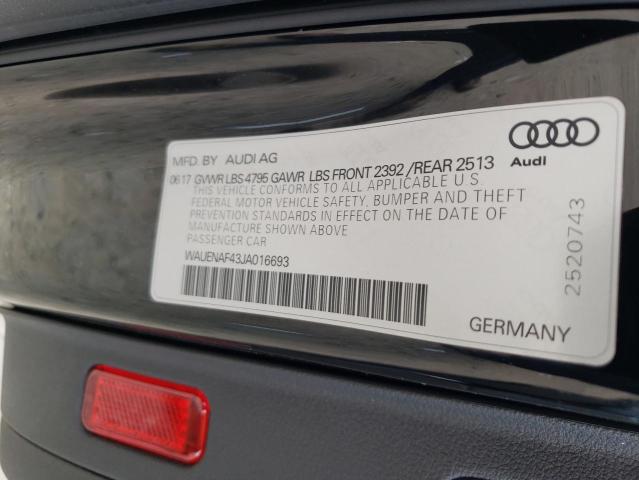 MFD. BY AUDI AG
06 17 GVWR LBS 4795 GAWR LBS FRONT 2392 / REAR 2513
THIS VEHICLE CONFORMS TO ALL APPLICABLE U.S.
FEDERAL MOTOR VEHICLE SAFETY, BUMPER AND THEFT
PREVENTION STANDARDS IN EFFECT ON THE DATE OF
MANUFACTURE SHOWN ABOVE
PASSENGER CAR
WAUENAF43JA016693
Audi
2520743
GERMANY